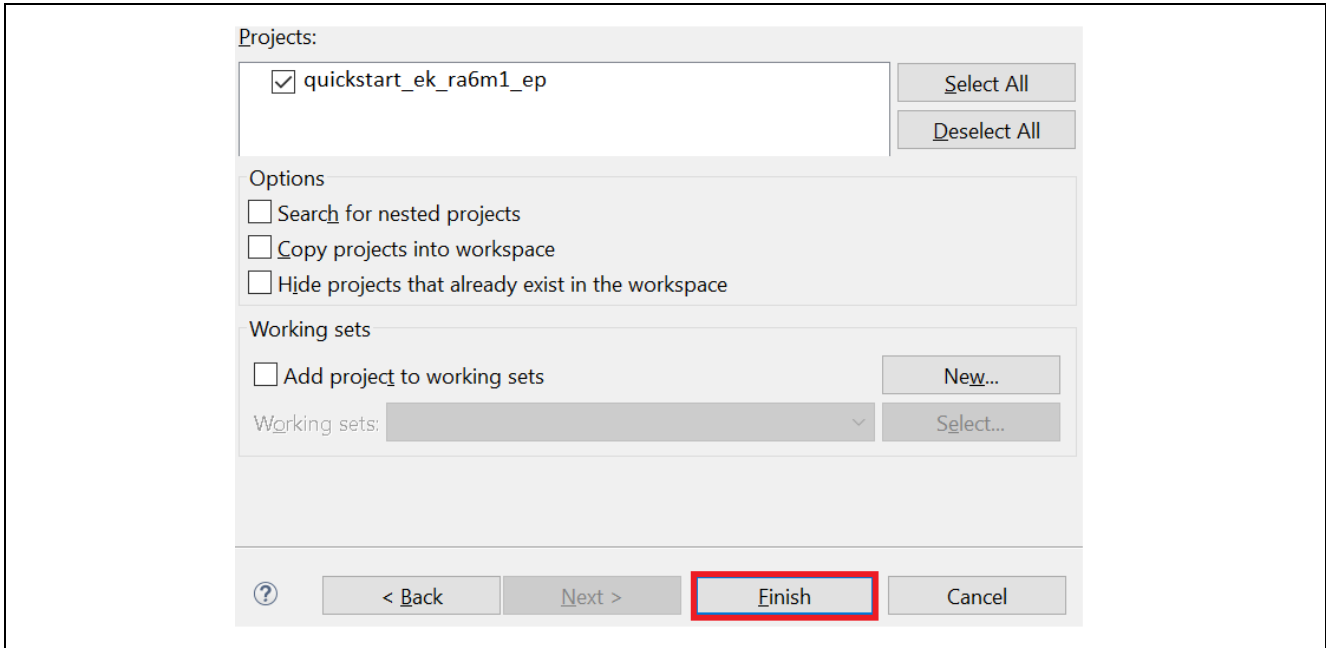 Projects:
quickstart_ek_ra6m1_ep
Select All
Deselect All
Options
Search for nested projects
Copy projects into workspace
Hide projects that already exist in the workspace
Working sets
Add project to working sets
New...
Working sets:
Select...
?
< Back
Next >
Finish
Cancel